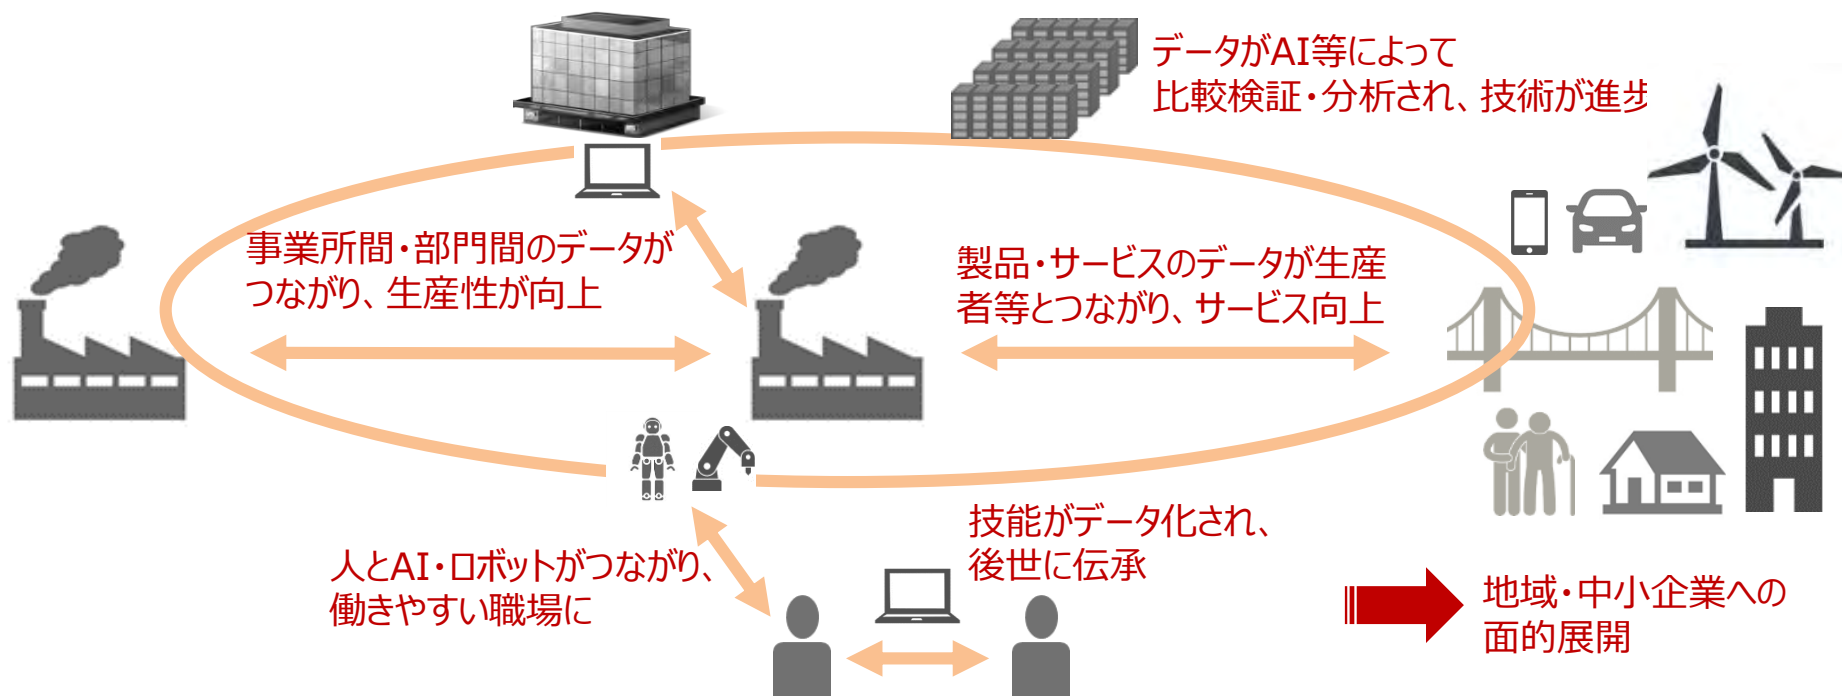 データがAI等によって
比較検証・分析され、技術が進歩
事業所間・部門間のデータが
つながり、生産性が向上
製品・サービスのデータが生産
者等とつながり、サービス向上
技能がデータ化され、
後世に伝承
人とAI・ロボットがつながり、
働きやすい職場に
地域・中小企業への
面的展開